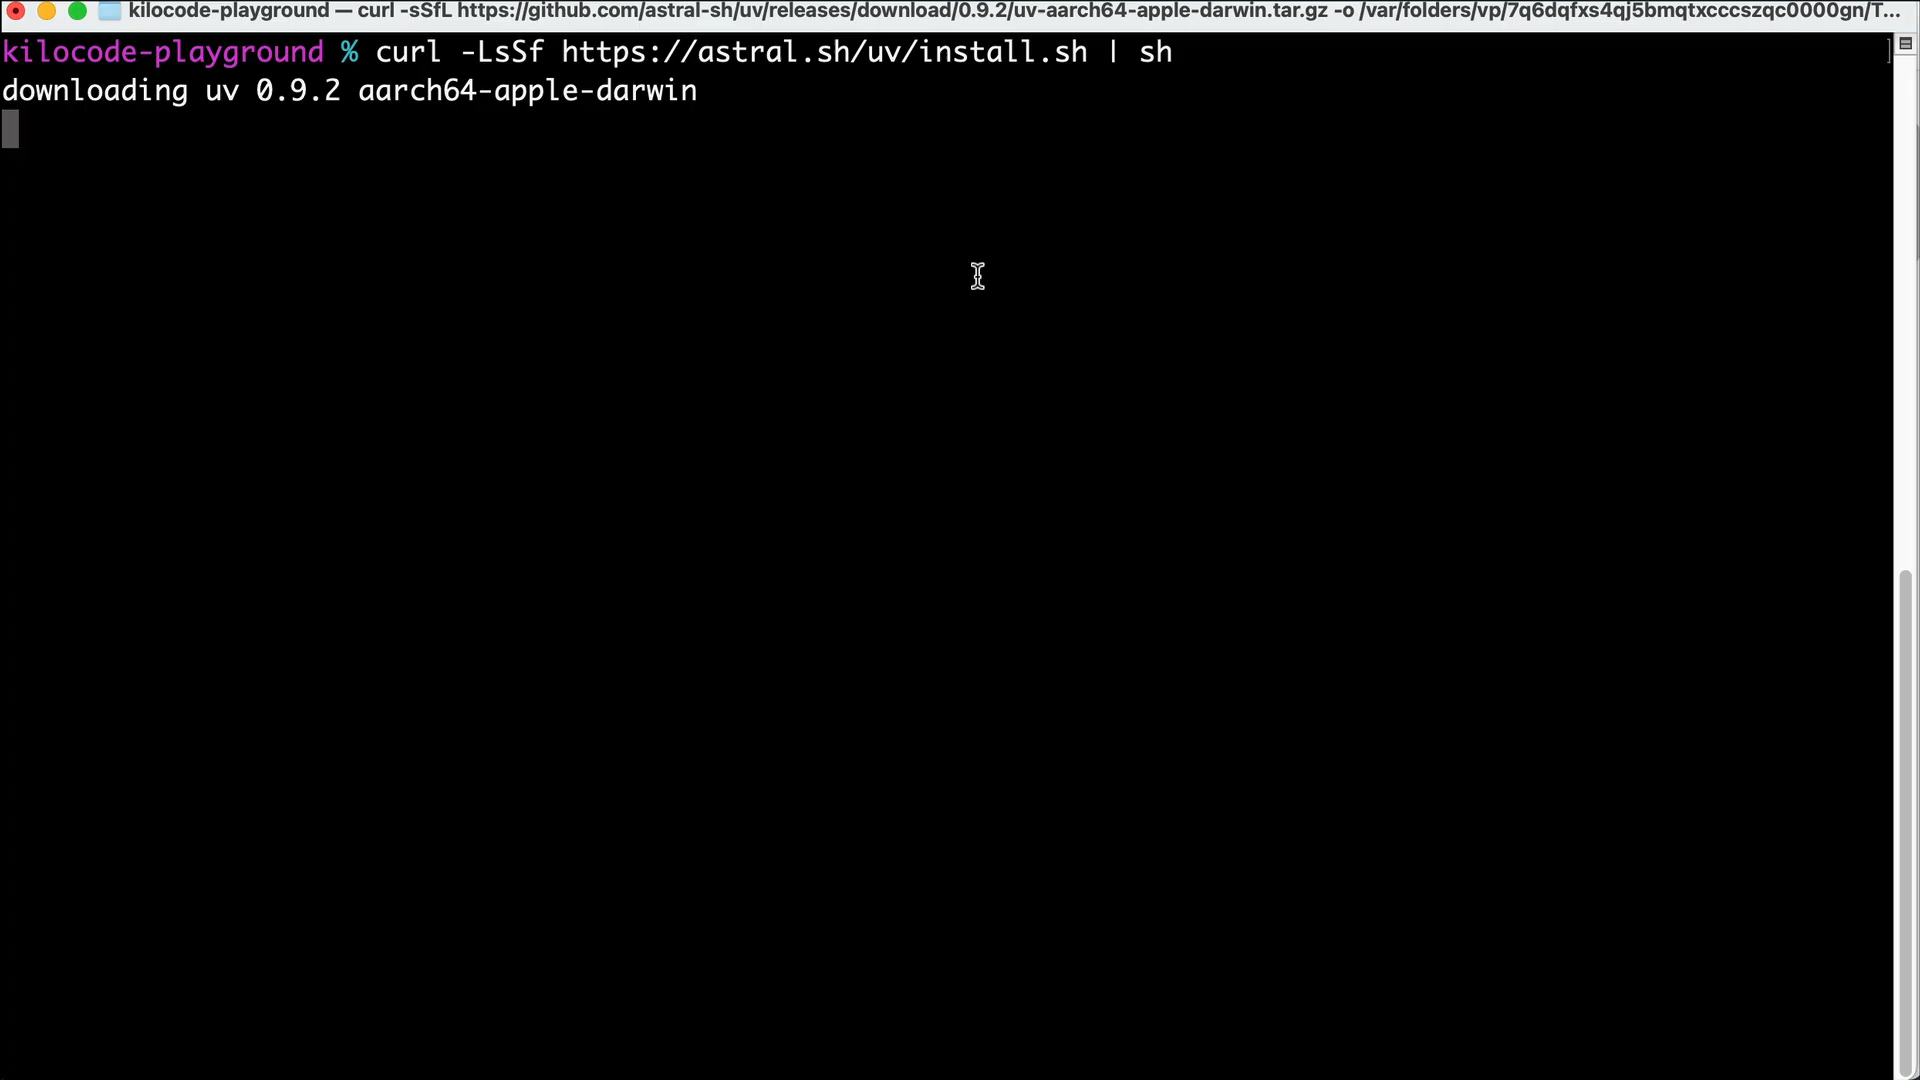 kilocode-playground — curl -sSfL https://github.com/astral-sh/uv/releases/download/0.9.2/uv-aarch64-apple-darwin.tar.gz -o /var/folders/vp/7q6dqfxs4qj5bmqtxcccszqc0000gn/T...
kilocode-playground % curl -LsSf https://astral.sh/uv/install.sh | sh
downloading uv 0.9.2 aarch64-apple-darwin